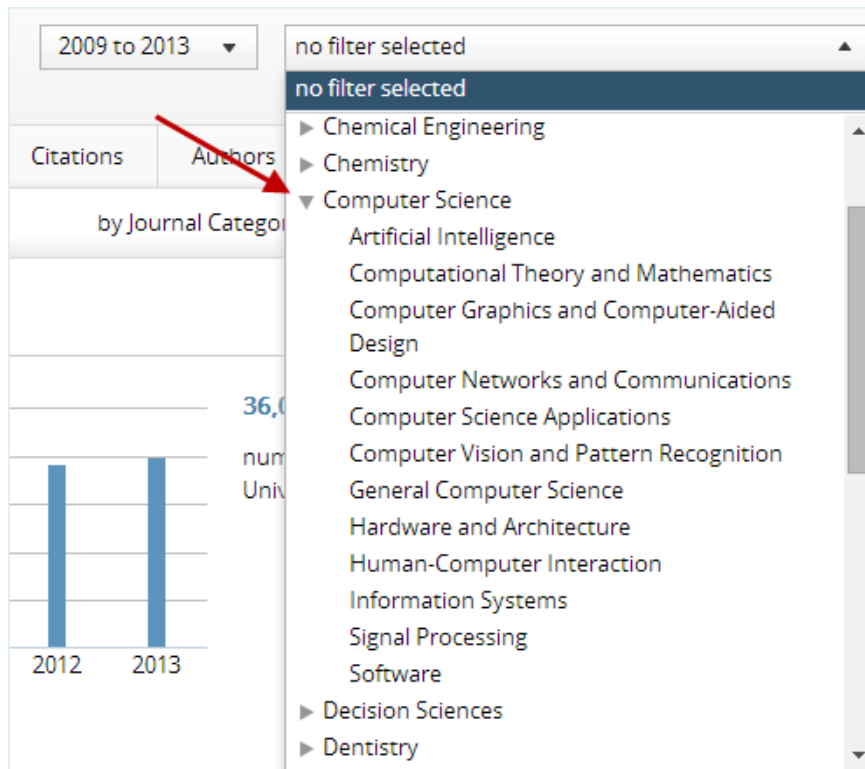 2009 to 2013
no filter selected
no filter selected
Chemical Engineering
Citations
Authors
Chemistry
Computer Science
by Journal Catego
Artificial Intelligence
Computational Theory and Mathematics
Computer Graphics and Computer-Aided
Design
Computer Networks and Communications
36,0
Computer Science Applications
num
Computer Vision and Pattern Recognition
Univ
General Computer Science
Hardware and Architecture
Human-Computer Interaction
Information Systems
Signal Processing
2012 2013
Software
Decision Sciences
Dentistry